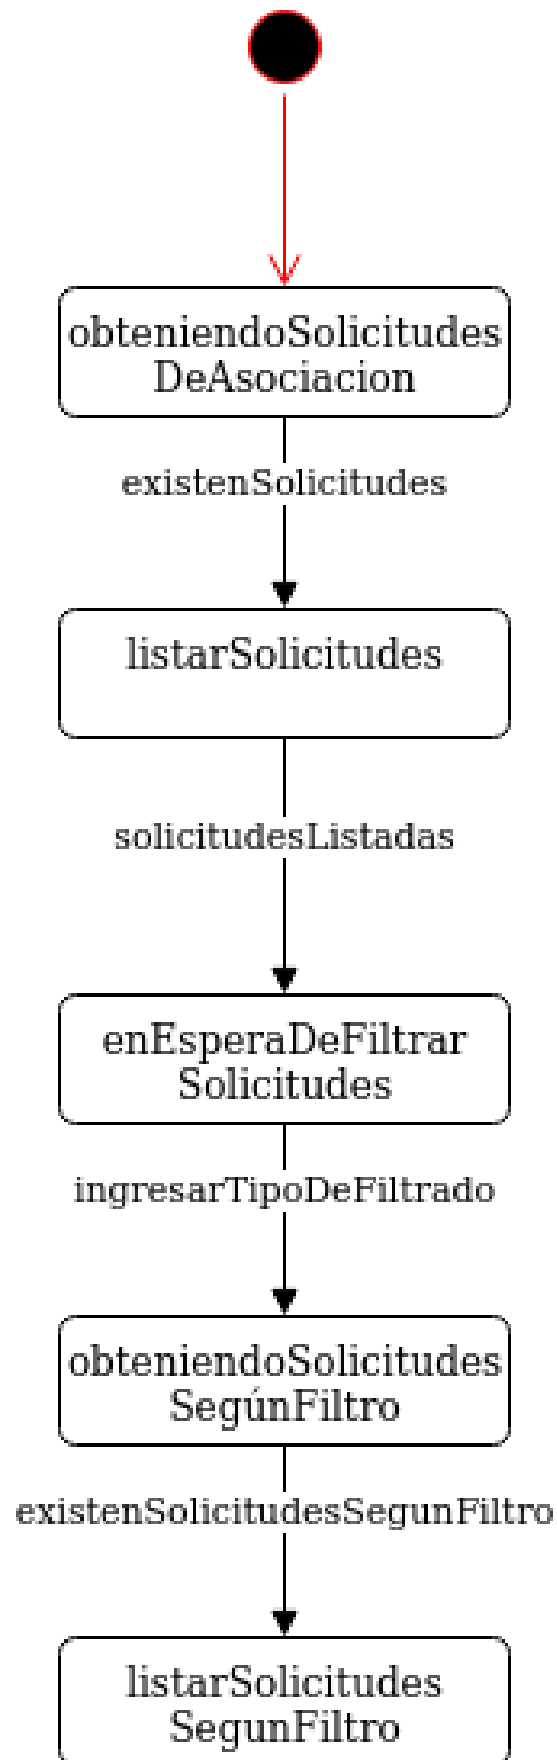 obteniendoSolicitudes
DeAsociacion
existenSolicitudes
listarSolicitudes
solicitudesListadas
enEsperaDeFiltrar
Solicitudes
ingresarTipoDeFiltrado
obteniendoSolicitudes
SegúnFiltro
existenSolicitudesSegunFiltro
listarSolicitudes
SegunFiltro